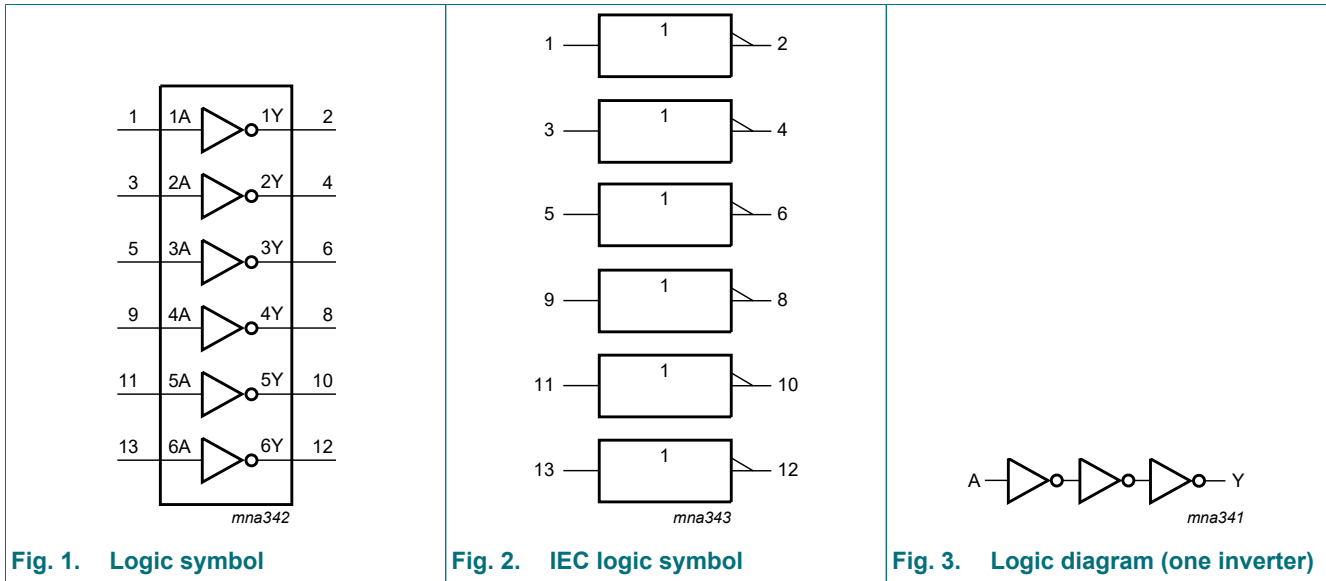 1 1A 1Y 2
3 2A 2Y 4
5 3A 3Y 6
9 4A 4Y 8
11 5A 5Y 10
13 6A 6Y 12
mna342
Fig. 1. Logic symbol
1 1 2
3 1 4
5 1 6
9 1 8
11 1 10
13 1 12
mna343
Fig. 2. IEC logic symbol
A Y
mna341
Fig. 3. Logic diagram (one inverter)